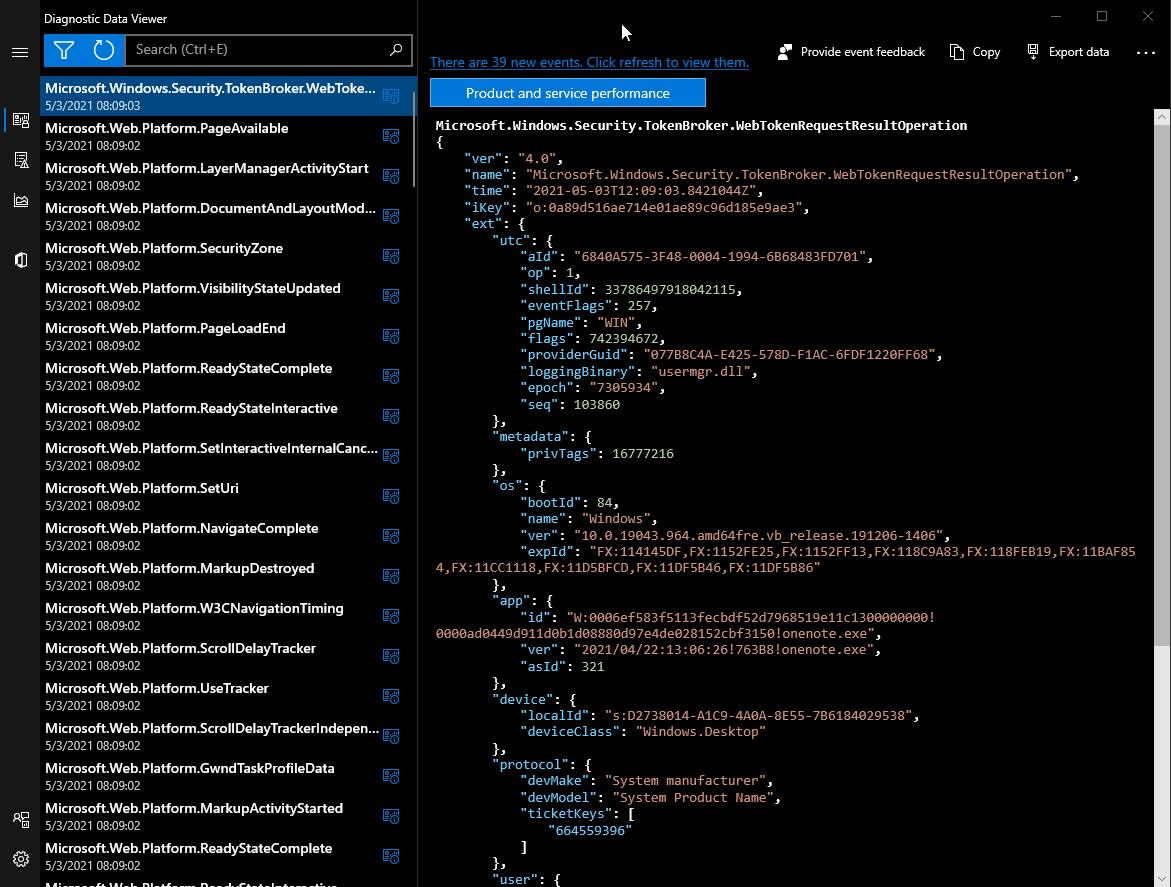 Diagnostic Data Viewer
Search (Ctrl+E)
Microsoft.Windows.Security.TokenBroker.WebToke...
5/3/2021 08:09:03
Microsoft.Web.Platform.PageAvailable
5/3/2021 08:09:02
Microsoft.Web.Platform.LayerManagerActivityStart
5/3/2021 08:09:02
Microsoft.Web.Platform.DocumentAndLayoutMod...
5/3/2021 08:09:02
Microsoft.Web.Platform.SecurityZone
5/3/2021 08:09:02
Microsoft.Web.Platform.VisibilityStateUpdated
5/3/2021 08:09:02
Microsoft.Web.Platform.PageLoadEnd
5/3/2021 08:09:02
Microsoft.Web.Platform.ReadyStateComplete
5/3/2021 08:09:02
Microsoft.Web.Platform.ReadyStateInteractive
5/3/2021 08:09:02
Microsoft.Web.Platform.SetInteractiveInternalCanc...
5/3/2021 08:09:02
Microsoft.Web.Platform.SetUri
5/3/2021 08:09:02
Microsoft.Web.Platform.NavigateComplete
5/3/2021 08:09:02
Microsoft.Web.Platform.MarkupDestroyed
5/3/2021 08:09:02
Microsoft.Web.Platform.W3CNavigationTiming
5/3/2021 08:09:02
Microsoft.Web.Platform.ScrollDelayTracker
5/3/2021 08:09:02
Microsoft.Web.Platform.UseTracker
5/3/2021 08:09:02
Microsoft.Web.Platform.ScrollDelayTrackerIndepen...
5/3/2021 08:09:02
Microsoft.Web.Platform.GwndTaskProfileData
5/3/2021 08:09:02
Microsoft.Web.Platform.MarkupActivityStarted
5/3/2021 08:09:02
Microsoft.Web.Platform.ReadyStateComplete
5/3/2021 08:09:02
Microsoft.Web.Platform.ReadyStateInteractive
There are 39 new events. Click refresh to view them.
Provide event feedback
Copy
Export data
Product and service performance
Microsoft.Windows.Security.TokenBroker.WebTokenRequestResultOperation
{
"ver": "4.0",
"name": "Microsoft.Windows.Security.TokenBroker.WebTokenRequestResultOperation",
"time": "2021-05-03T12:09:03.8421044Z",
"iKey": "o:0a89d516ae714e01ae89c96d185e9ae3",
"ext": {
"utc": {
"aId": "6840A575-3F48-0004-1994-6B68483FD701",
"op": 1,
"shellId": 33786497918042115,
"eventFlags": 257,
"pgName": "WIN",
"flags": 742394672,
"providerGuid": "077B8C4A-E425-578D-F1AC-6FDF1220FF68",
"loggingBinary": "usermgr.dll",
"epoch": "7305934",
"seq": 103860
},
"metadata": {
"privTags": 16777216
},
"os": {
"bootId": 84,
"name": "Windows",
"ver": "10.0.19043.964.amd64fre.vb_release.191206-1406",
"expId": "FX:114145DF,FX:1152FE25,FX:1152FF13,FX:118C9A83,FX:118FEB19,FX:11BAF85
4,FX:11CC1118,FX:11D5BFCD,FX:11DF5B46,FX:11DF5B86"
},
"app": {
"id": "W:0006ef583f5113fecbdf52d7968519e11c1300000000!
0000ad0449d911d0b1d08880d97e4de028152cbf3150!onenote.exe",
"ver": "2021/04/22:13:06:26!763B8!onenote.exe",
"asId": 321
},
"device": {
"localId": "s:D2738014-A1C9-4A0A-8E55-7B6184029538",
"deviceClass": "Windows.Desktop"
},
"protocol": {
"devMake": "System manufacturer",
"devModel": "System Product Name",
"ticketKeys": [
"664559396"
]
},
"user": {